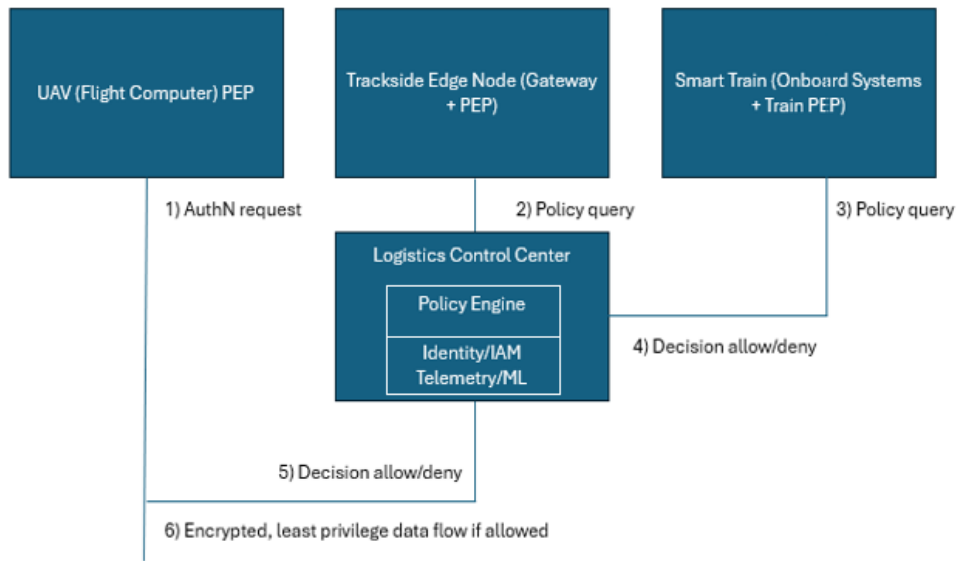 UAV (Flight Computer) PEP
Trackside Edge Node (Gateway
+ PEP)
Smart Train (Onboard Systems
+ Train PEP)
1) AuthN request
2) Policy query
3) Policy query
Logistics Control Center
Policy Engine
Identity/IAM
Telemetry/ML
4) Decision allow/deny
5) Decision allow/deny
6) Encrypted, least privilege data flow if allowed